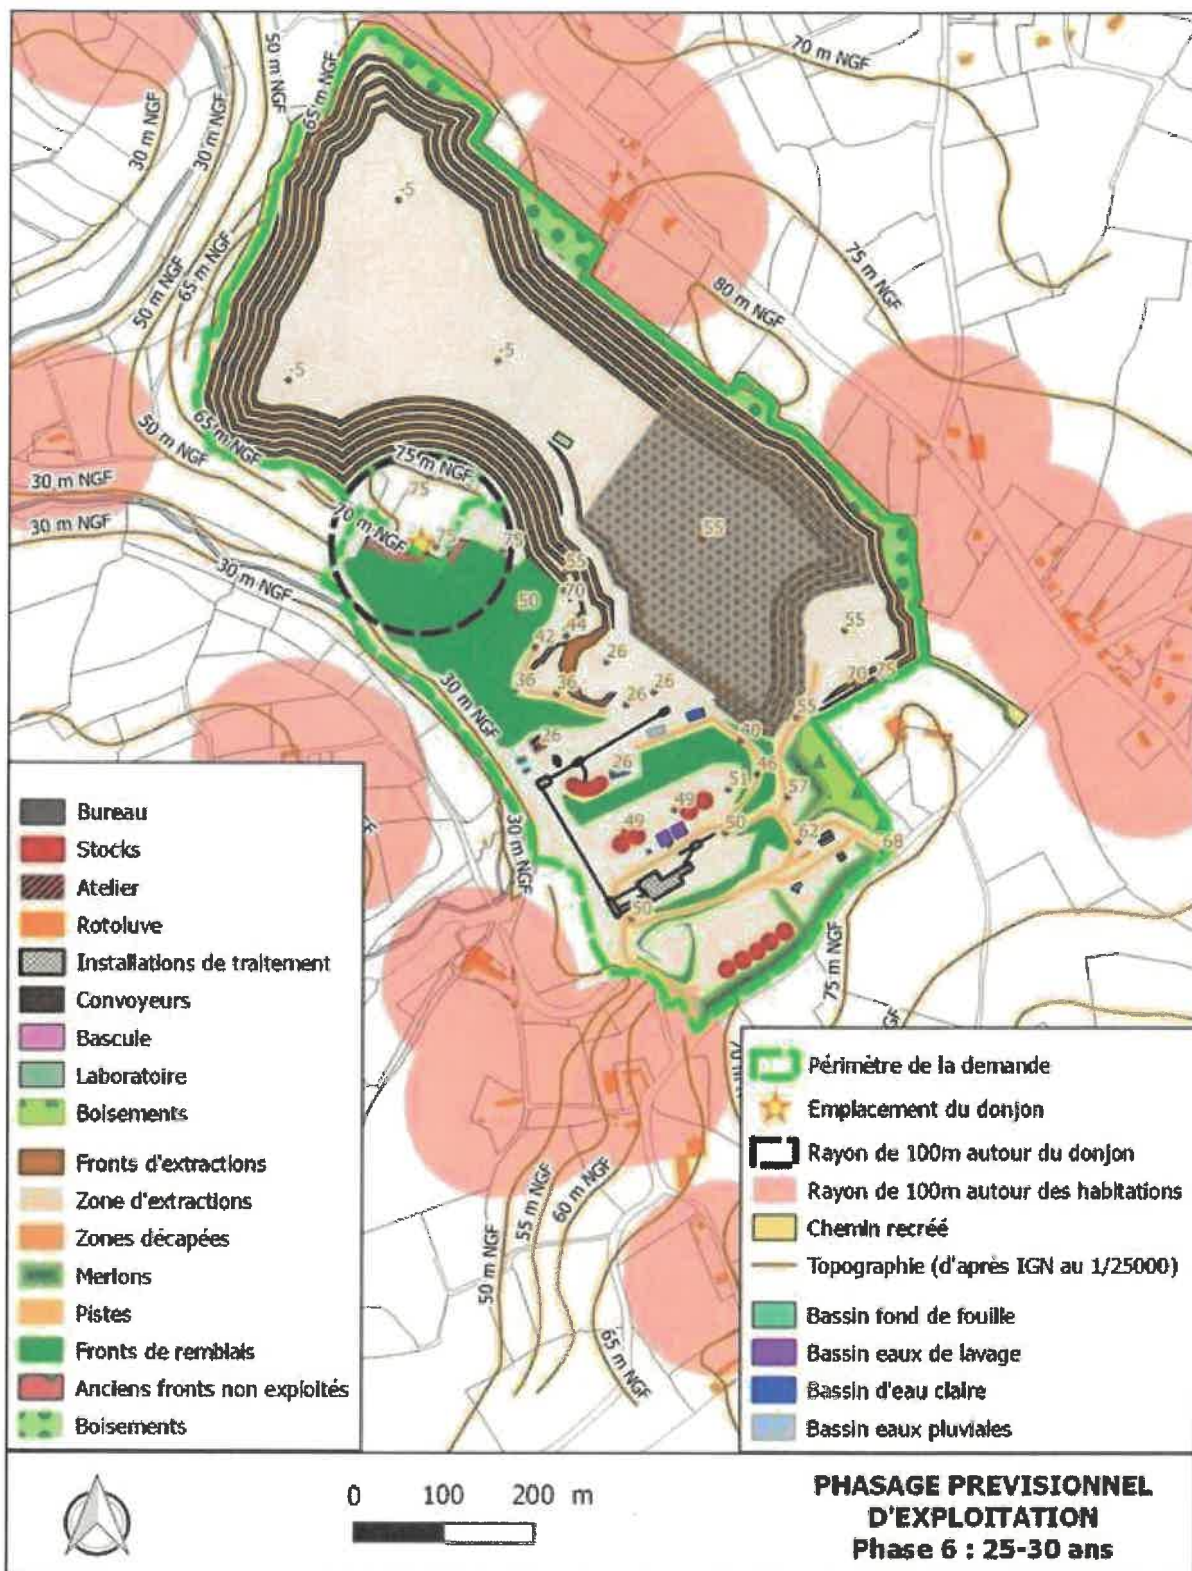 50 m NGF
65 m NGF
70 m NGF
30 m NGF
30 m NGF
-5
75 m NGF
50 m NGF
65 m NGF
80 m NGF
-5
-5
65 m NGF
50 m NGF
75 m NGF
30 m NGF
75
30 m NGF
70 m NGF
75
75
55
30 m NGF
55
70
50
44
42
55
26
70
75
36
36
26
26
55
30 m NGF
26
40
26
46
51
57
49
49
50
62
68
30 m NGF
50
75 m NGF
Bureau
Stocks
Atelier
Rotoluve
Installations de traitement
Convoyeurs
Bascule
Laboratoire
Boisements
Fronts d'extractions
Zone d'extractions
Zones décapées
Merlons
Pistes
Fronts de remblais
Anciens fronts non exploités
Boisements
50 m NGF
55 m NGF
60 m NGF
65 m NGF
Périmètre de la demande
Emplacement du donjon
Rayon de 100m autour du donjon
Rayon de 100m autour des habitations
Chemin recréé
Topographie (d'après IGN au 1/25000)
Bassin fond de fouille
Bassin eaux de lavage
Bassin d'eau claire
Bassin eaux pluviales
0 100 200 m
PHASAGE PREVISIONNEL
D'EXPLOITATION
Phase 6 : 25-30 ans